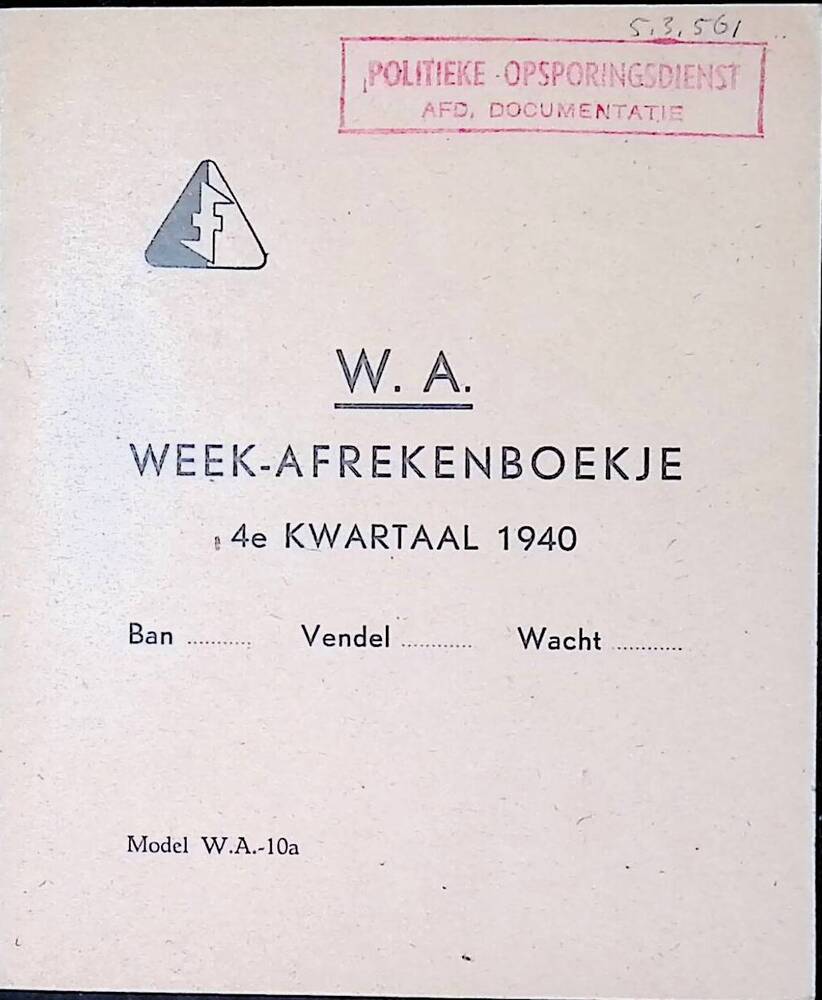 5.3.561
POLITIEKE OPSPORINGSDIENST
AFD. DOCUMENTATIE
W. A.
WEEK-AFREKENBOEKJE
4e KWARTAAL 1940
Ban ........... Vendel ............ Wacht ............
Model W.A.-10a